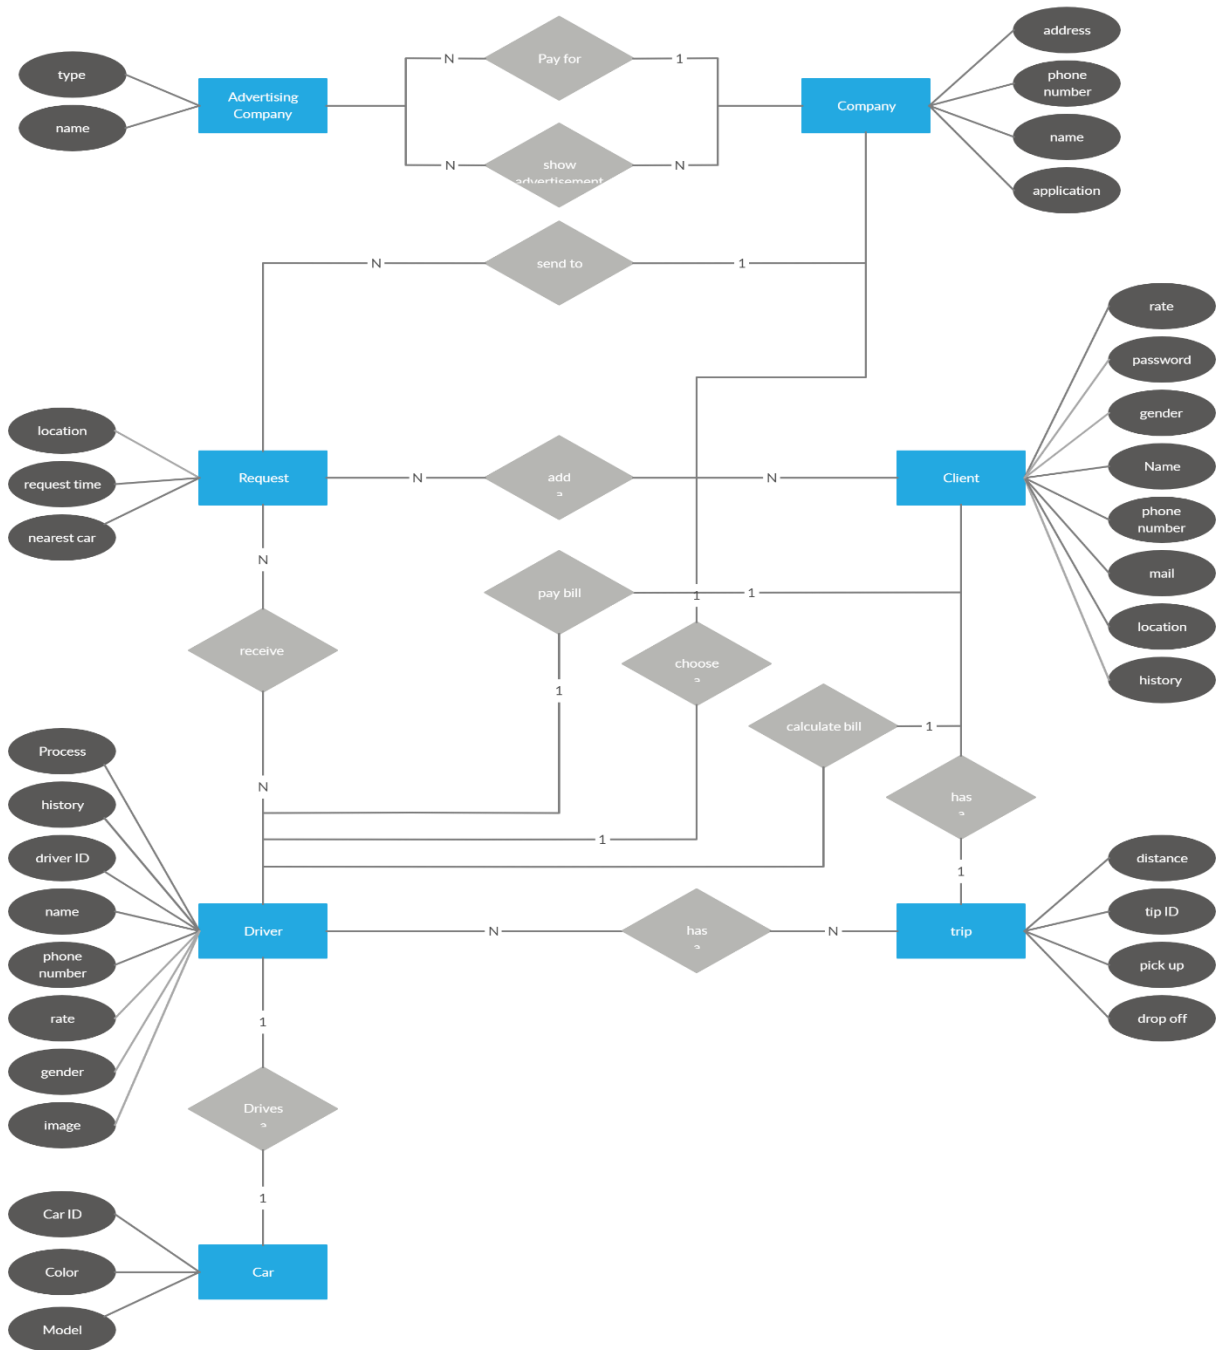 Pay for
N
1
address
type
Advertising
Company
Company
phone
number
name
name
show
advertisement
N
N
application
send to
N
1
rate
password
location
gender
Request
add
Client
N
N
request time
Name
nearest car
phone
number
N
pay bill
1
1
mail
location
receive
choose
history
1
calculate bill
1
Process
N
has
history
1
driver ID
1
distance
name
tip ID
Driver
N
has
N
trip
phone
number
pick up
rate
1
drop off
gender
Drives
image
1
Car ID
Color
Car
Model